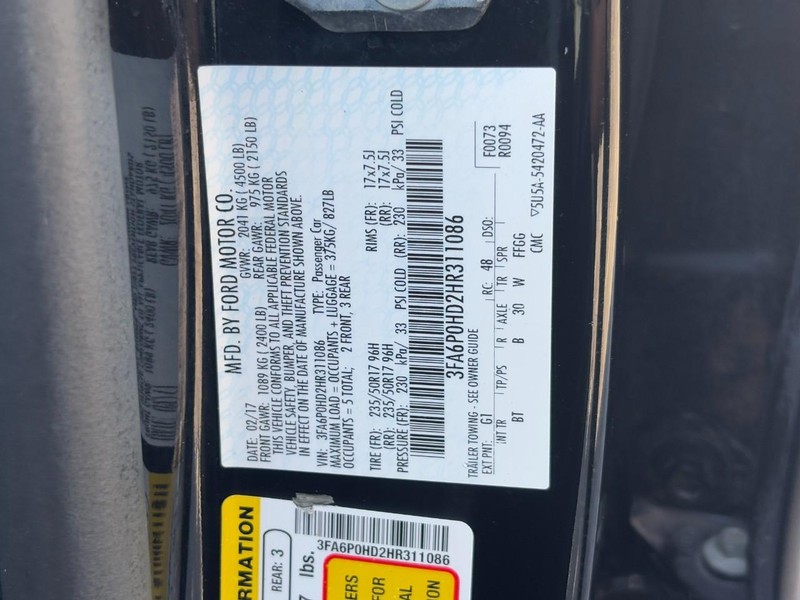 MFD. BY FORD MOTOR CO.
DATE: 02/17 GVWR: 2041 KG ( 4500 LB)
FRONT GAWR: 1089 KG ( 2400 LB) REAR GAWR: 975 KG ( 2150 LB)
THIS VEHICLE CONFORMS TO ALL APPLICABLE FEDERAL MOTOR
VEHICLE SAFETY, BUMPER, AND THEFT PREVENTION STANDARDS
IN EFFECT ON THE DATE OF MANUFACTURE SHOWN ABOVE.
VIN: 3FA6P0HD2HR311086 TYPE: Passenger Car
MAXIMUM LOAD = OCCUPANTS + LUGGAGE = 375KG/ 827LB
OCCUPANTS = 5 TOTAL; 2 FRONT, 3 REAR
TIRE (FR): 235/50R17 96H RIMS (FR): 17x7.5J
(RR): 235/50R17 96H (RR): 17x7.5J
PRESSURE (FR): 230 kPa/ 33 PSI COLD (RR): 230 kPa/ 33 PSI COLD
3FA6P0HD2HR311086
TRAILER TOWING - SEE OWNER GUIDE
EXT PNT: G1 RC: 48 DSO: F0073
R0094
INT TR TP/PS R AXLE TR SPR
BT B 30 W FFGG
CMC ▽5U5A-5420472-AA
RMATION
REAR: 3
lbs.
3FA6P0HD2HR311086
FOR